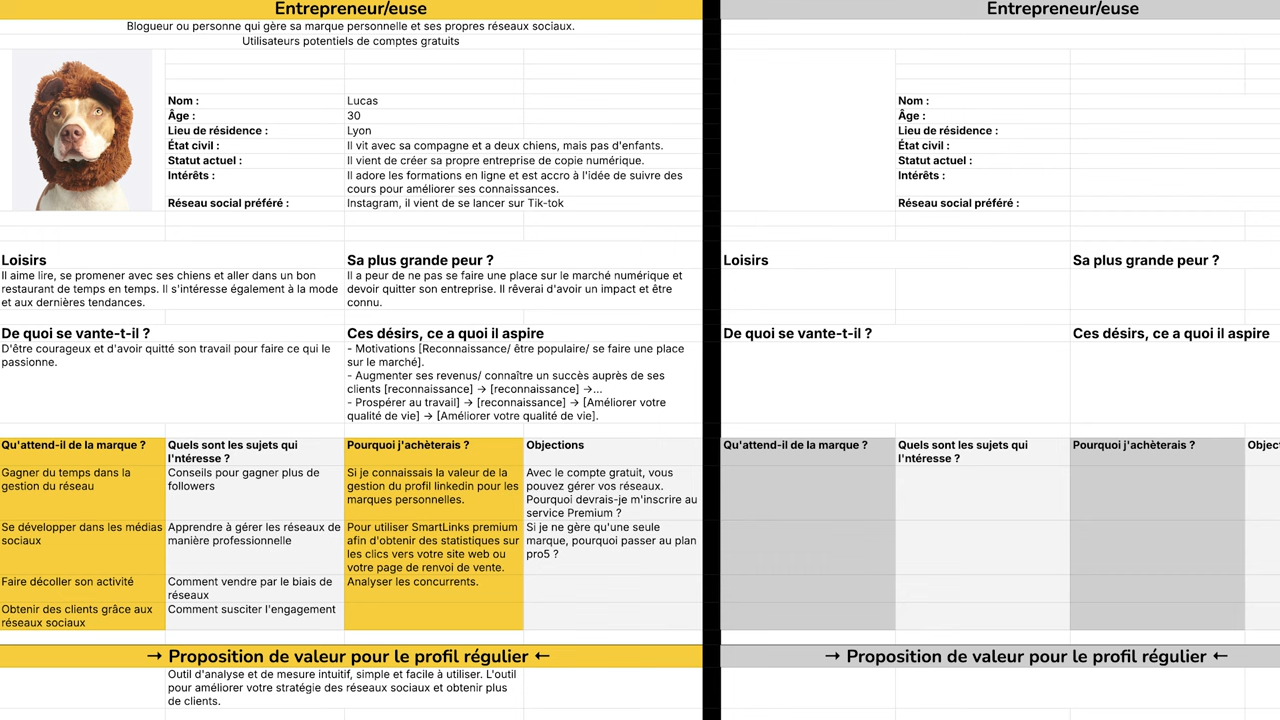 Entrepreneur/euse
Blogueur ou personne qui gère sa marque personnelle et ses propres réseaux sociaux.
Utilisateurs potentiels de comptes gratuits
Nom :
Lucas
Âge :
30
Lieu de résidence :
Lyon
État civil :
Il vit avec sa compagne et a deux chiens, mais pas d'enfants.
Statut actuel :
Il vient de créer sa propre entreprise de copie numérique.
Intérêts :
Il adore les formations en ligne et est accro à l'idée de suivre des
cours pour améliorer ses connaissances.
Réseau social préféré :
Instagram, il vient de se lancer sur Tik-tok
Loisirs
Il aime lire, se promener avec ses chiens et aller dans un bon
restaurant de temps en temps. Il s'intéresse également à la mode
et aux dernières tendances.
Sa plus grande peur ?
Il a peur de ne pas se faire une place sur le marché numérique et
devoir quitter son entreprise. Il rêverai d'avoir un impact et être
connu.
De quoi se vante-t-il ?
D'être courageux et d'avoir quitté son travail pour faire ce qui le
passionne.
Ces désirs, ce a quoi il aspire
- Motivations [Reconnaissance/ être populaire/ se faire une place
sur le marché].
- Augmenter ses revenus/ connaître un succès auprès de ses
clients [reconnaissance] → [reconnaissance] →...
- Prospérer au travail] → [reconnaissance] → [Améliorer votre
qualité de vie] → [Améliorer votre qualité de vie].
Qu'attend-il de la marque ?
Quels sont les sujets qui
l'ntéresse ?
Pourquoi j'achèterais ?
Objections
Gagner du temps dans la
gestion du réseau
Conseils pour gagner plus de
followers
Si je connaissais la valeur de la
gestion du profil linkedin pour les
marques personnelles.
Avec le compte gratuit, vous
pouvez gérer vos réseaux.
Pourquoi devrais-je m'inscrire au
service Premium ?
Se développer dans les médias
sociaux
Apprendre à gérer les réseaux de
manière professionnelle
Pour utiliser SmartLinks premium
afin d'obtenir des statistiques sur
les clics vers votre site web ou
votre page de renvoi de vente.
Si je ne gère qu'une seule
marque, pourquoi passer au plan
pro5 ?
Faire décoller son activité
Comment vendre par le biais de
réseaux
Analyser les concurrents.
Obtenir des clients grâce aux
réseaux sociaux
Comment susciter l'engagement
→ Proposition de valeur pour le profil régulier ←
Outil d'analyse et de mesure intuitif, simple et facile à utiliser. L'outil
pour améliorer votre stratégie des réseaux sociaux et obtenir plus
de clients.
Entrepreneur/euse
Nom :
Âge :
Lieu de résidence :
État civil :
Statut actuel :
Intérêts :
Réseau social préféré :
Loisirs
Sa plus grande peur ?
De quoi se vante-t-il ?
Ces désirs, ce a quoi il aspire
Qu'attend-il de la marque ?
Quels sont les sujets qui
l'ntéresse ?
Pourquoi j'achèterais ?
Objec
→ Proposition de valeur pour le profil régulier ←